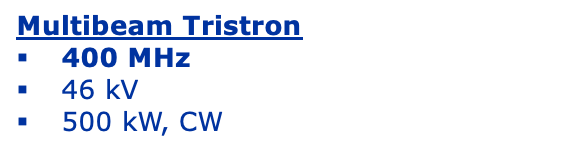 Multibeam Tristron
▪ 400 MHz
▪ 46 kV
▪ 500 kW, CW